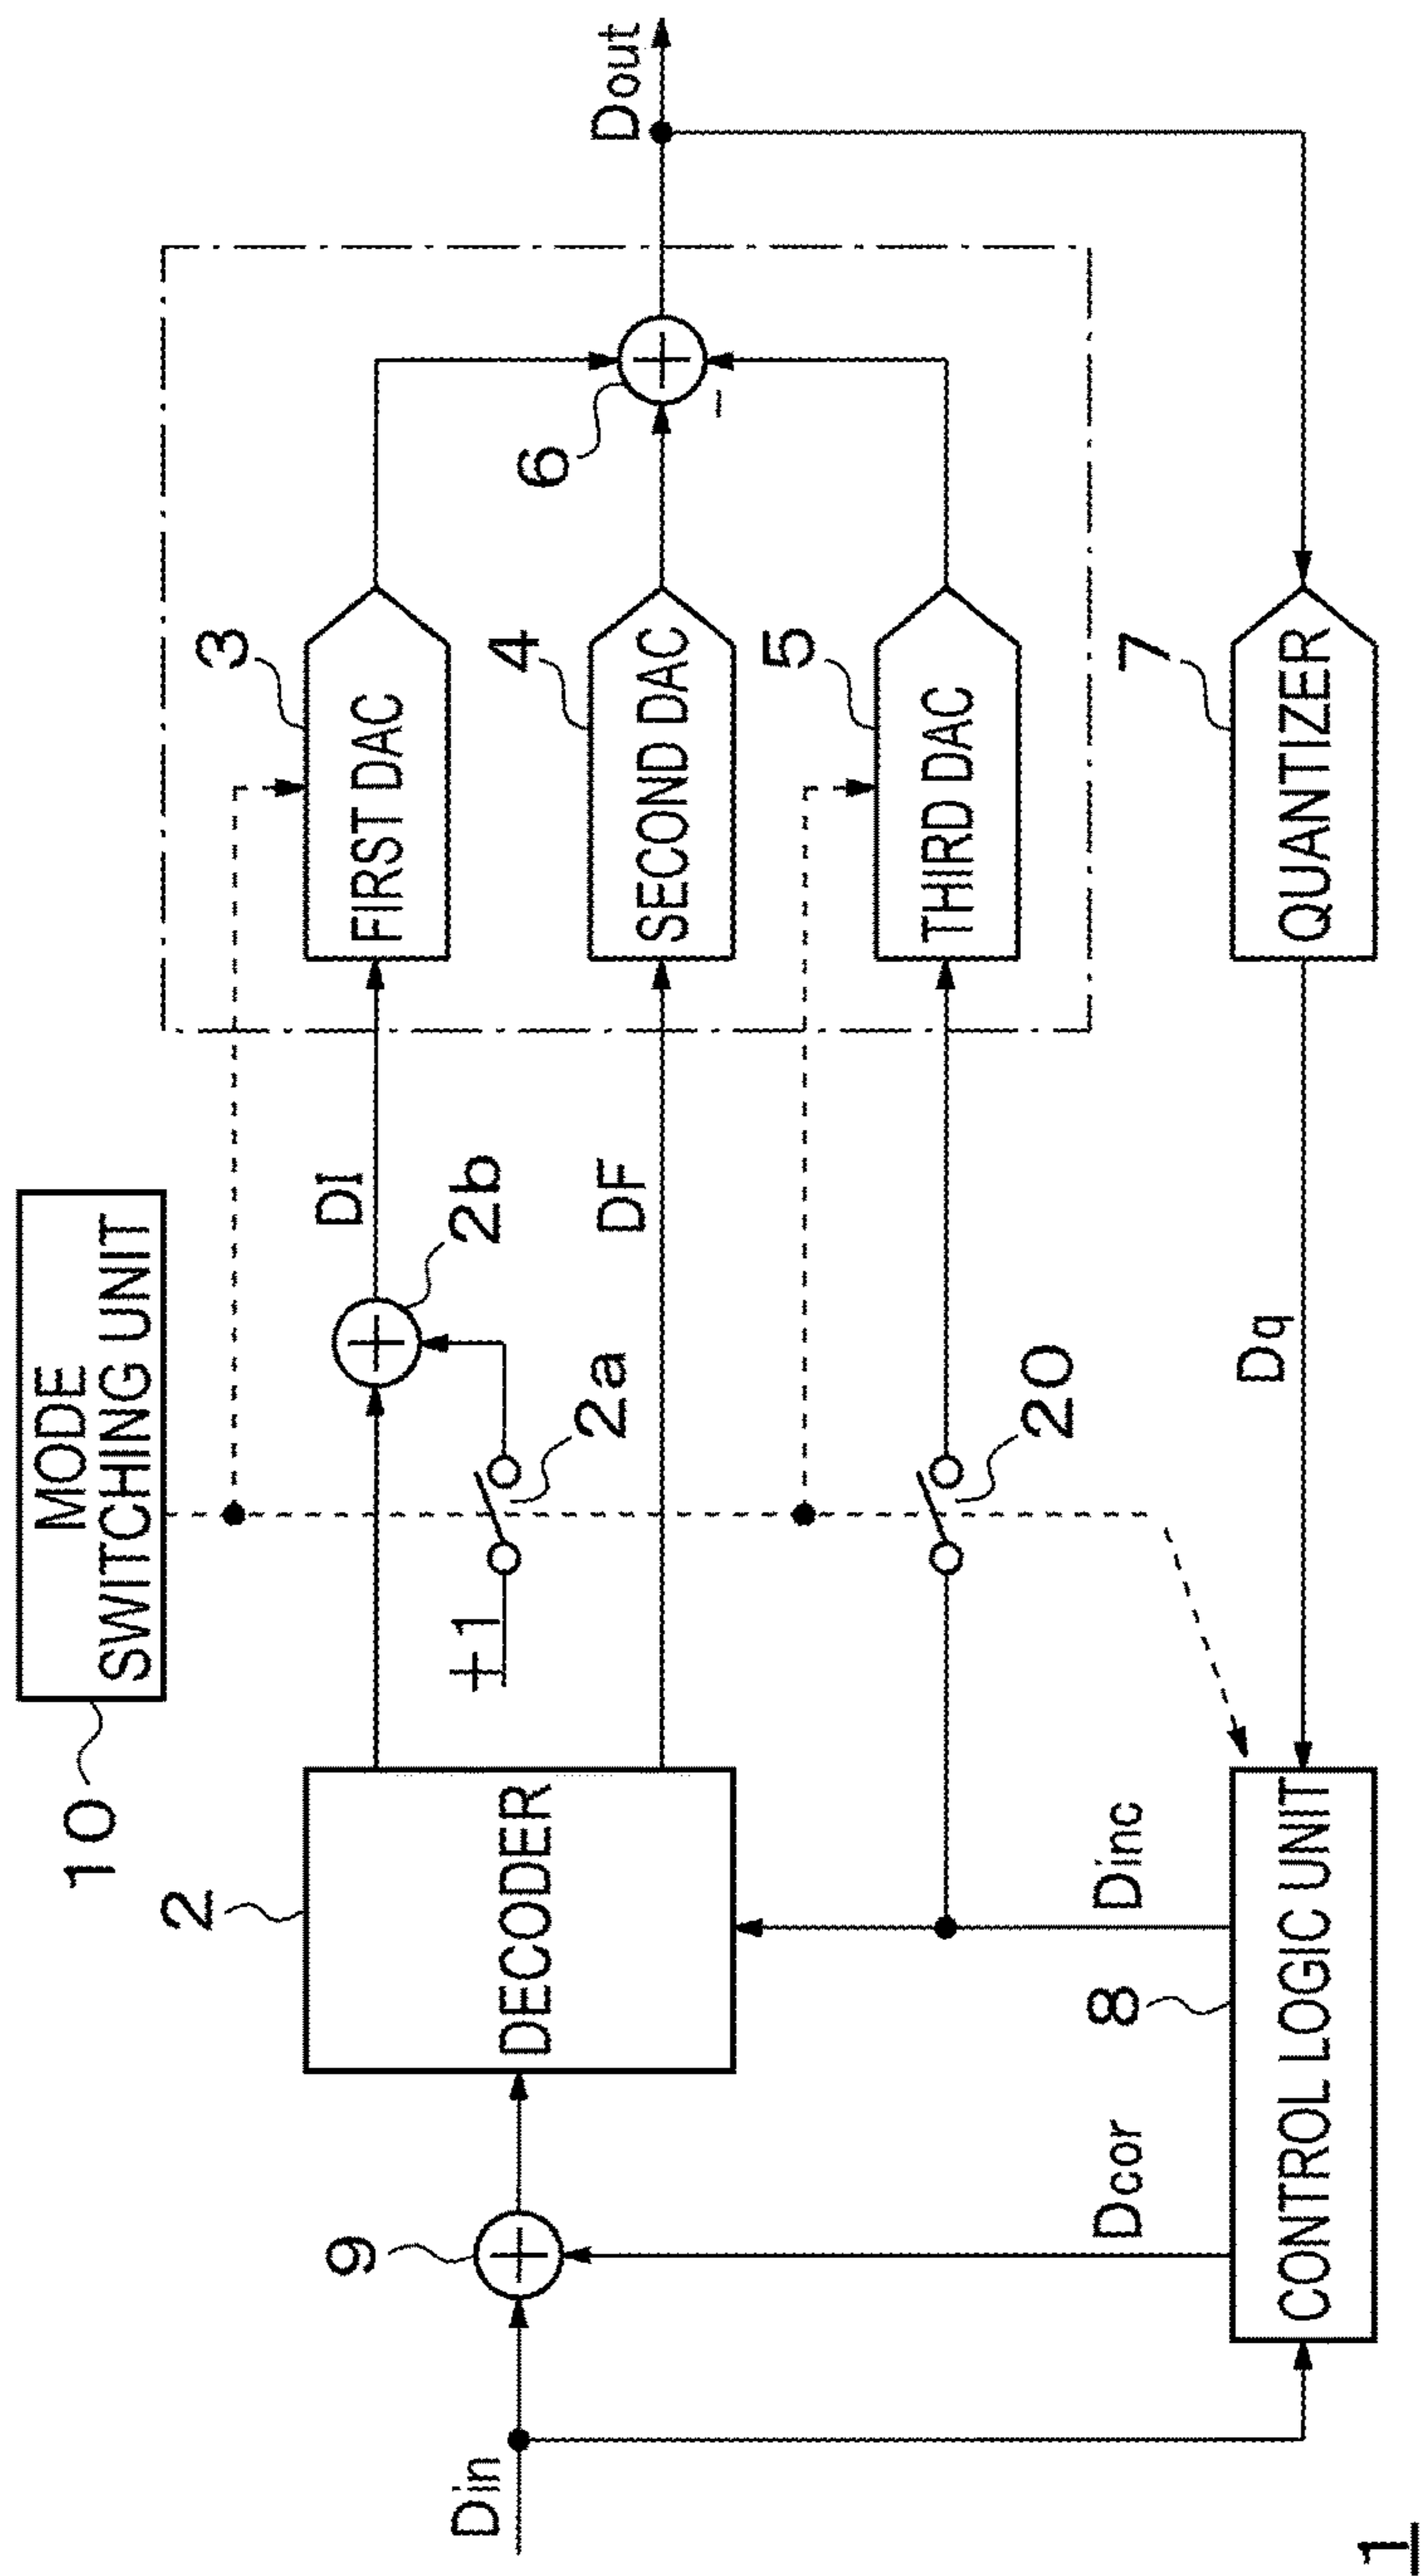 MODE
SWITCHING UNIT
10
2
DECODER
9
Din
±1
2a
2b
DI
DF
3
FIRST DAC
4
SECOND DAC
5
THIRD DAC
6
Dout
20
Dinc
Dcor
8
CONTROL LOGIC UNIT
Dq
7
QUANTIZER
-
1